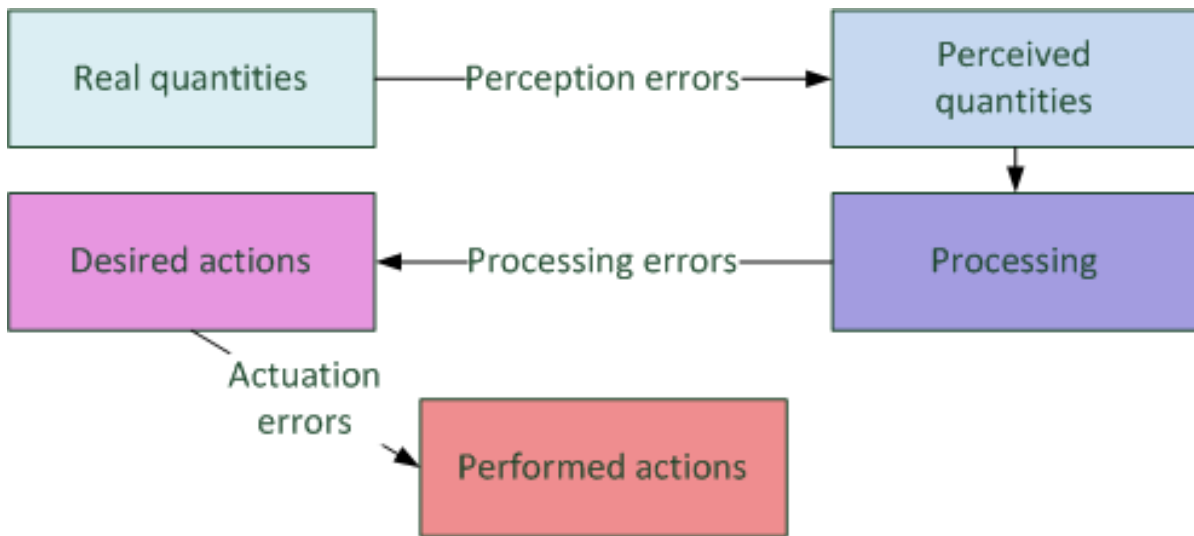 Real quantities
Perception errors
Perceived
quantities
Desired actions
Processing errors
Processing
Actuation
errors
Performed actions